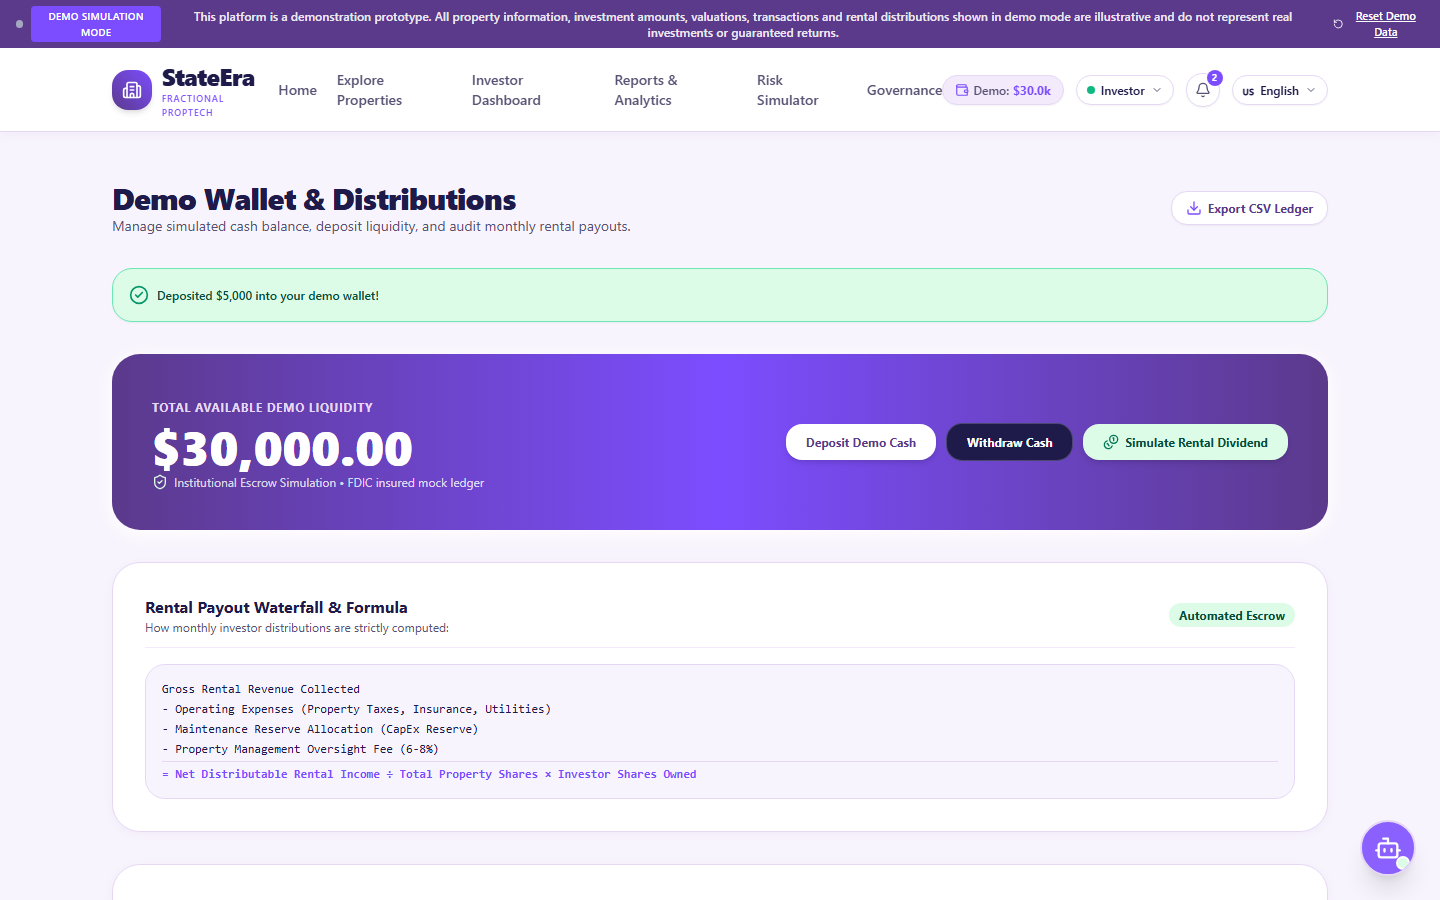 DEMO SIMULATION
MODE
This platform is a demonstration prototype. All property information, investment amounts, valuations, transactions and rental distributions shown in demo mode are illustrative and do not represent real
investments or guaranteed returns.
Reset Demo
Data
StateEra
FRACTIONAL
PROPTECH
Home
Explore
Properties
Investor
Dashboard
Reports &
Analytics
Risk
Simulator
Governance
Demo: $30.0k
Investor
2
us English
Demo Wallet & Distributions
Manage simulated cash balance, deposit liquidity, and audit monthly rental payouts.
Export CSV Ledger
Deposited $5,000 into your demo wallet!
TOTAL AVAILABLE DEMO LIQUIDITY
$30,000.00
Institutional Escrow Simulation • FDIC insured mock ledger
Deposit Demo Cash
Withdraw Cash
Simulate Rental Dividend
Rental Payout Waterfall & Formula
How monthly investor distributions are strictly computed:
Automated Escrow
Gross Rental Revenue Collected
- Operating Expenses (Property Taxes, Insurance, Utilities)
- Maintenance Reserve Allocation (CapEx Reserve)
- Property Management Oversight Fee (6-8%)
= Net Distributable Rental Income ÷ Total Property Shares × Investor Shares Owned